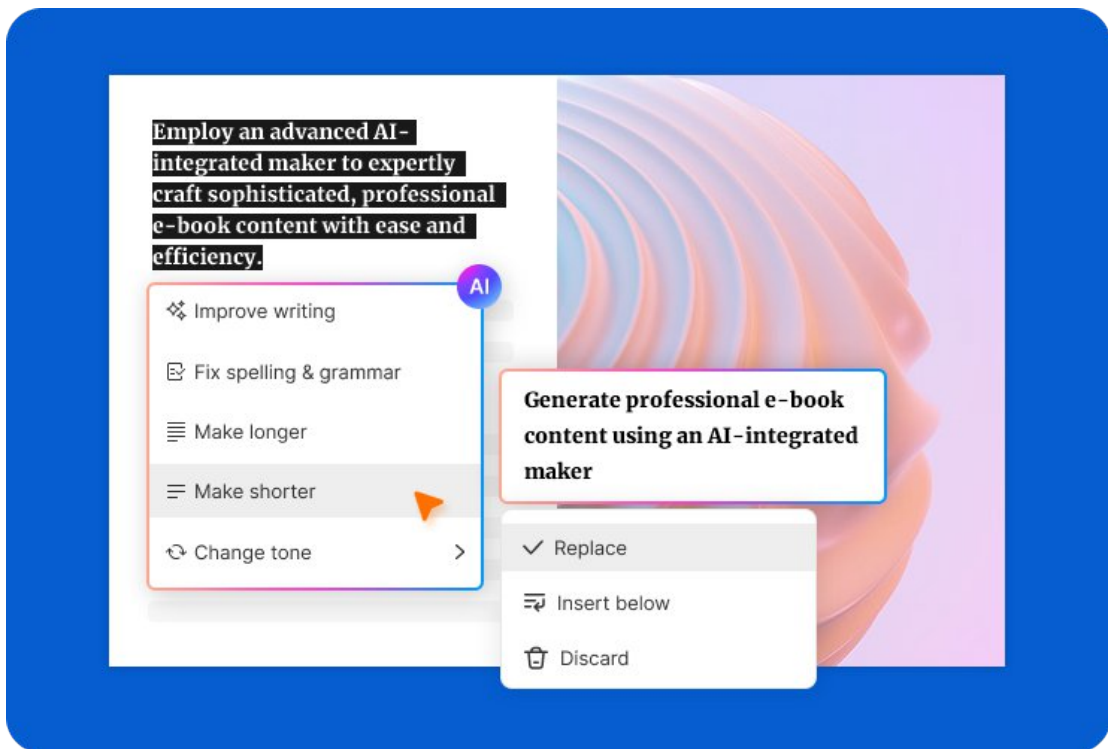 Employ an advanced AI-
integrated maker to expertly
craft sophisticated, professional
e-book content with ease and
efficiency.
AI
Improve writing
Fix spelling & grammar
Make longer
Make shorter
Change tone
Generate professional e-book
content using an AI-integrated
maker
Replace
Insert below
Discard